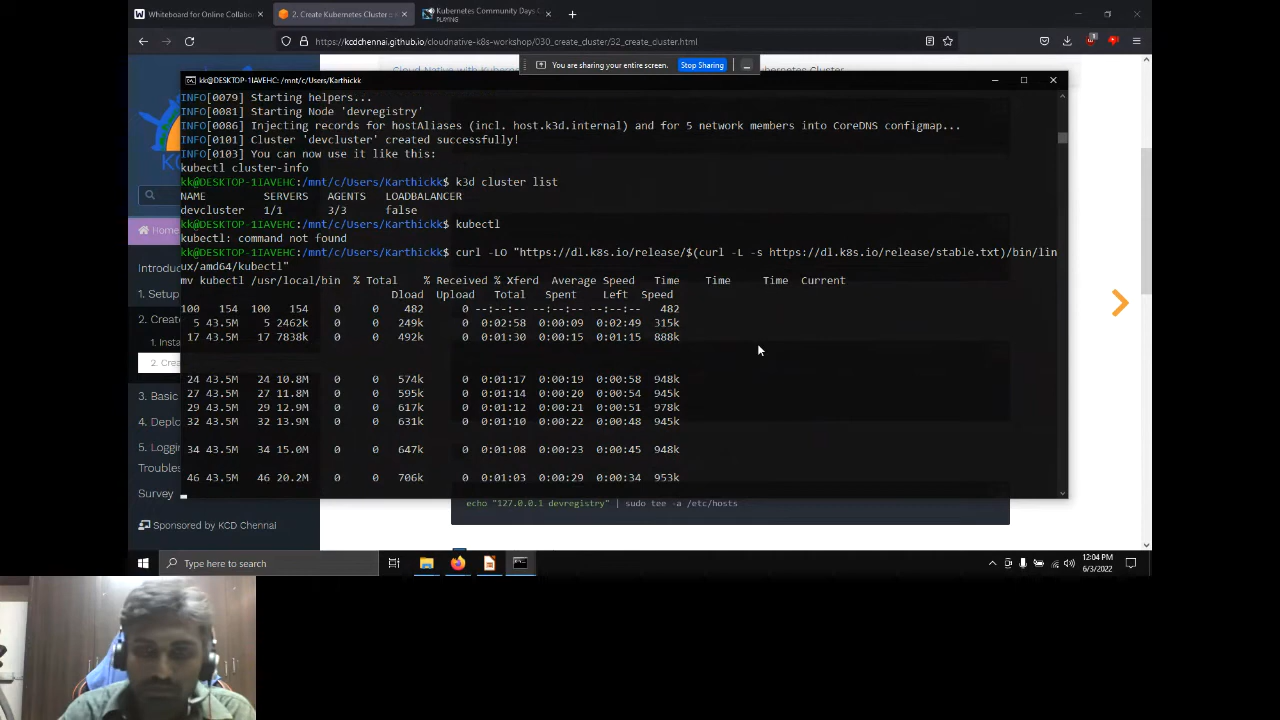 Whiteboard for Online Collabo
2. Create Kubernetes Cluster ::
Kubernetes Community Days C
PLAYING
https://kcdchennai.github.io/cloudnative-k8s-workshop/030_create_cluster/32_create_cluster.html
1
You are sharing your entire screen.
Stop Sharing
kk@DESKTOP-1IAVEHC: /mnt/c/Users/Karthickk
INFO[0079] Starting helpers...
INFO[0081] Starting Node 'devregistry'
INFO[0086] Injecting records for hostAliases (incl. host.k3d.internal) and for 5 network members into CoreDNS configmap...
INFO[0101] Cluster 'devcluster' created successfully!
INFO[0103] You can now use it like this:
kubectl cluster-info
kk@DESKTOP-1IAVEHC:/mnt/c/Users/Karthickk$ k3d cluster list
NAME SERVERS AGENTS LOADBALANCER
devcluster 1/1 3/3 false
kk@DESKTOP-1IAVEHC:/mnt/c/Users/Karthickk$ kubectl
kubectl: command not found
kk@DESKTOP-1IAVEHC:/mnt/c/Users/Karthickk$ curl -LO "https://dl.k8s.io/release/$(curl -L -s https://dl.k8s.io/release/stable.txt)/bin/lin
ux/amd64/kubectl"
mv kubectl /usr/local/bin % Total % Received % Xferd Average Speed Time Time Time Current
Dload Upload Total Spent Left Speed
100 154 100 154 0 0 482 0 --:--:-- --:--:-- --:--:-- 482
5 43.5M 5 2462k 0 0 249k 0 0:02:58 0:00:09 0:02:49 315k
17 43.5M 17 7838k 0 0 492k 0 0:01:30 0:00:15 0:01:15 888k
24 43.5M 24 10.8M 0 0 574k 0 0:01:17 0:00:19 0:00:58 948k
27 43.5M 27 11.8M 0 0 595k 0 0:01:14 0:00:20 0:00:54 945k
29 43.5M 29 12.9M 0 0 617k 0 0:01:12 0:00:21 0:00:51 978k
32 43.5M 32 13.9M 0 0 631k 0 0:01:10 0:00:22 0:00:48 945k
34 43.5M 34 15.0M 0 0 647k 0 0:01:08 0:00:23 0:00:45 948k
46 43.5M 46 20.2M 0 0 706k 0 0:01:03 0:00:29 0:00:34 953k
Home
Introduc
1. Setup
2. Create
1. Insta
2. Crea
3. Basic
4. Deplo
5. Loggin
Troubles
Survey
Sponsored by KCD Chennai
echo "127.0.0.1 devregistry" | sudo tee -a /etc/hosts
Type here to search
12:04 PM
6/3/2022